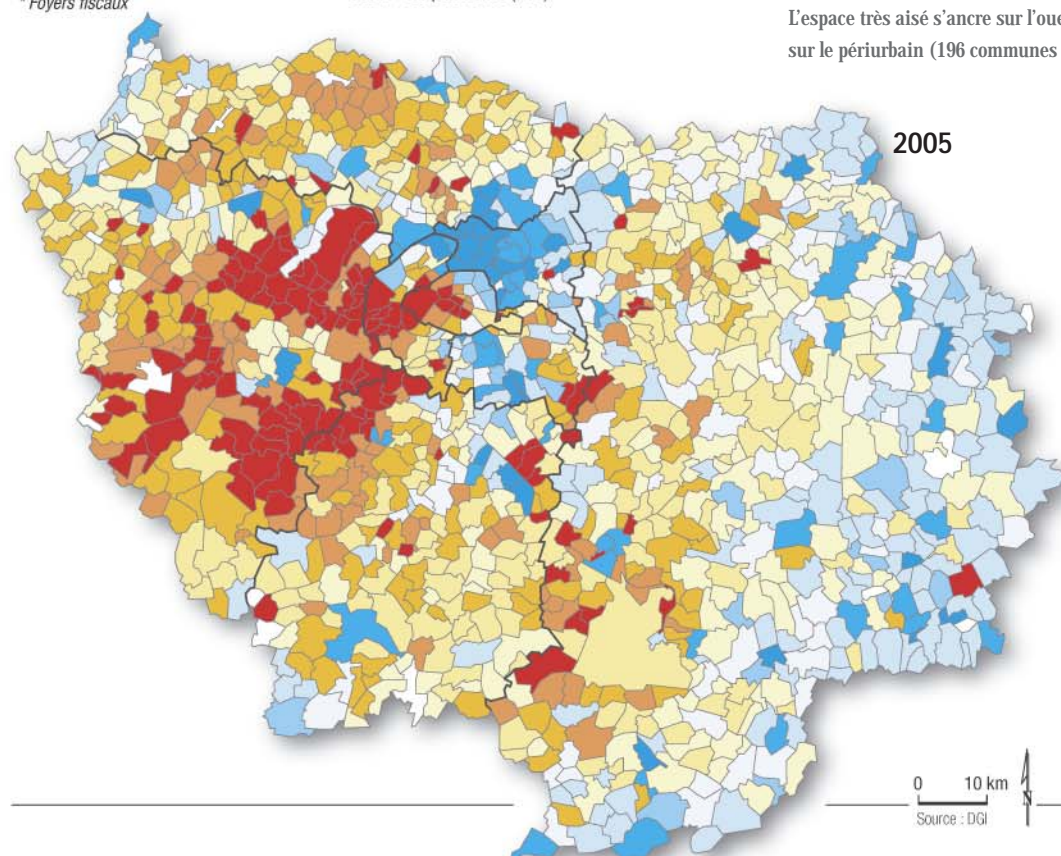 * Foyers fiscaux
L'espace très aisé s'ancre sur l'oue
sur le périurbain (196 communes
2005
0 10 km
N
Source : DGI